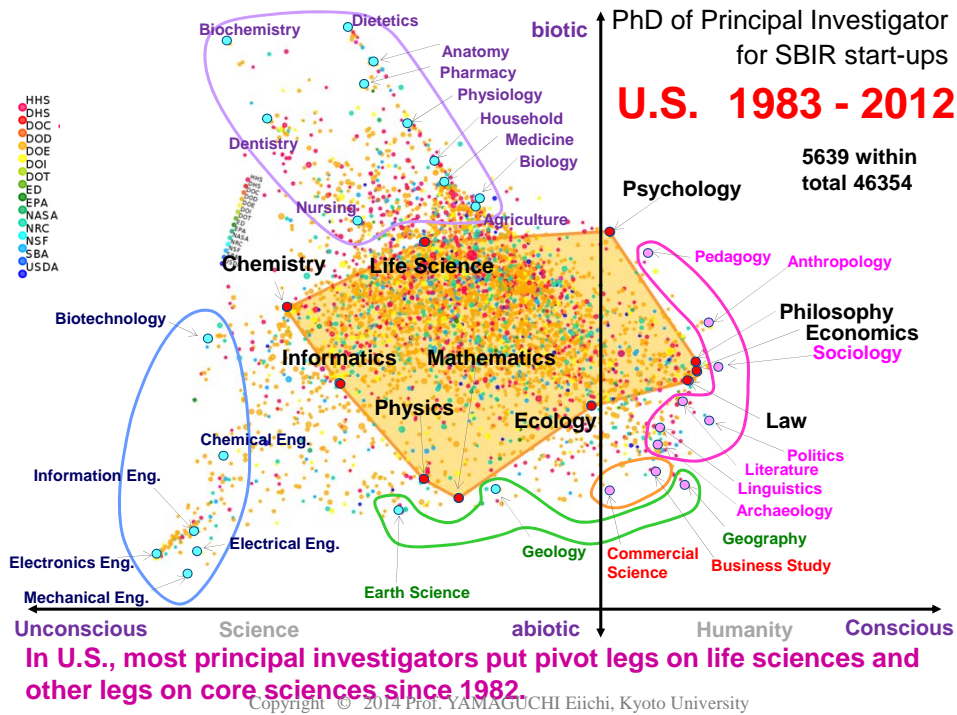 PhD of Principal Investigator
for SBIR start-ups
U.S. 1983 - 2012
5639 within
total 46354
biotic
Biochemistry
Dietetics
Anatomy
Pharmacy
Physiology
Household
Medicine
Biology
Dentistry
Nursing
Agriculture
HHS
DHS
DOC
DOD
DOE
DOI
DOT
ED
EPA
NASA
NRC
NSF
SBA
USDA
Psychology
Pedagogy
Anthropology
Chemistry
Life Science
Philosophy
Economics
Sociology
Biotechnology
Informatics
Mathematics
Physics
Ecology
Law
Chemical Eng.
Politics
Literature
Linguistics
Archaeology
Information Eng.
Electrical Eng.
Electronics Eng.
Mechanical Eng.
Geology
Earth Science
Commercial
Science
Geography
Business Study
Unconscious
Science
abiotic
Humanity
Conscious
In U.S., most principal investigators put pivot legs on life sciences and
other legs on core sciences since 1982.
Copyright © 2014 Prof. YAMAGUCHI Eiichi, Kyoto University